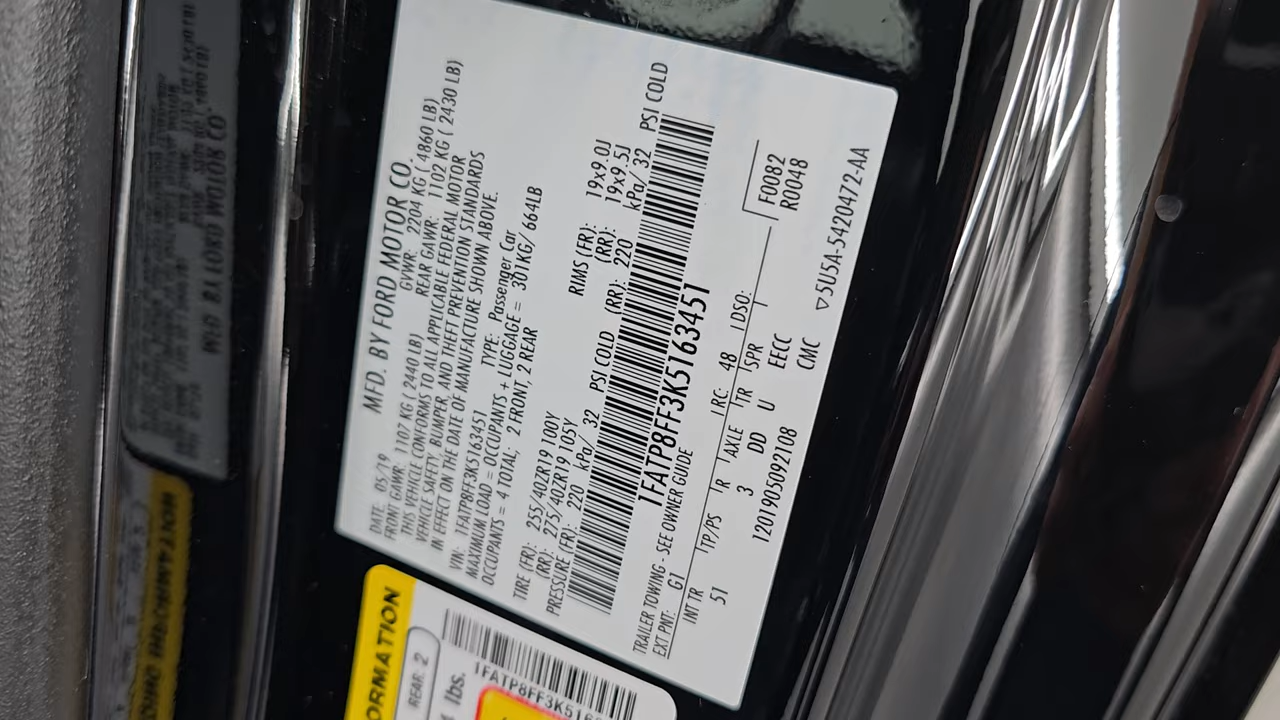 MFD. BY FORD MOTOR CO.
DATE: 05/19 GVWR: 2204 KG ( 4860 LB)
FRONT GAWR: 1107 KG ( 2440 LB) REAR GAWR: 1102 KG ( 2430 LB)
THIS VEHICLE CONFORMS TO ALL APPLICABLE FEDERAL MOTOR
VEHICLE SAFETY, BUMPER, AND THEFT PREVENTION STANDARDS
IN EFFECT ON THE DATE OF MANUFACTURE SHOWN ABOVE.
VIN: 1FATP8FF3K5163451 TYPE: Passenger Car
MAXIMUM LOAD = OCCUPANTS + LUGGAGE = 301KG/ 664LB
OCCUPANTS = 4 TOTAL; 2 FRONT, 2 REAR
TIRE (FR): 255/40ZR19 100Y RIMS (FR): 19x9.0J
(RR): 275/40ZR19 105Y (RR): 19x9.5J
PRESSURE (FR): 220 kPa/ 32 PSI COLD (RR): 220 kPa/ 32 PSI COLD
1FATP8FF3K5163451
TRAILER TOWING - SEE OWNER GUIDE
EXT PNT: G1 RC: 48 DSO: F0082
R0048
INT TR TP/PS R AXLE TR SPR
51 3 DD U EECC
1201905092108 CMC ▽5U5A-5420472-AA
ORMATION
REAR: 2
lbs.
1FATP8FF3K516